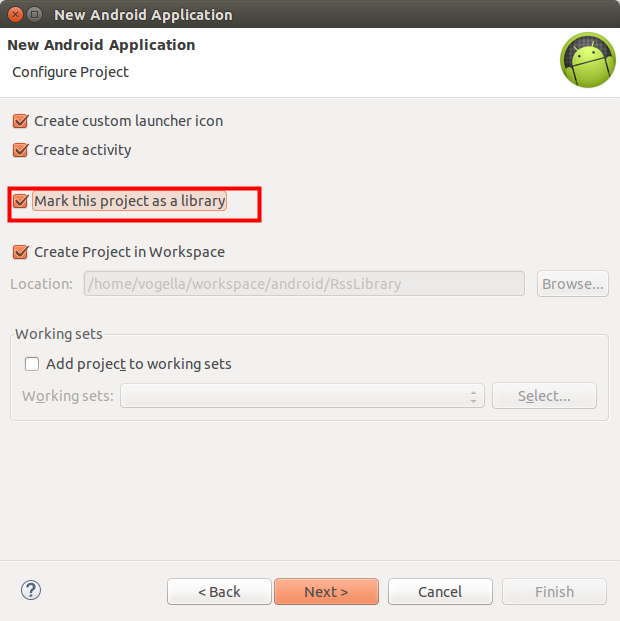 New Android Application
New Android Application
Configure Project
Create custom launcher icon
Create activity
Mark this project as a library
Create Project in Workspace
Location: /home/vogella/workspace/android/RssLibrary Browse...
Working sets
Add project to working sets
Working sets: Select...
? < Back Next > Cancel Finish